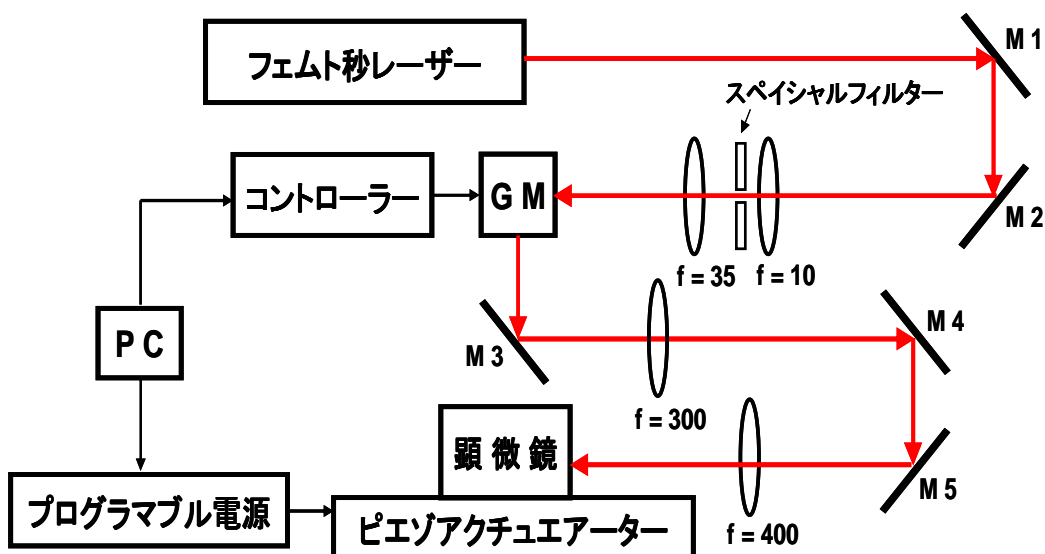 フェムト秒レーザー
M 1
スペイシャルフィルター
コントローラー
G M
M 2
f = 35
f = 10
P C
M 3
M 4
f = 300
顕 微 鏡
M 5
プログラマブル電源
ピエゾアクチュエアーター
f = 400